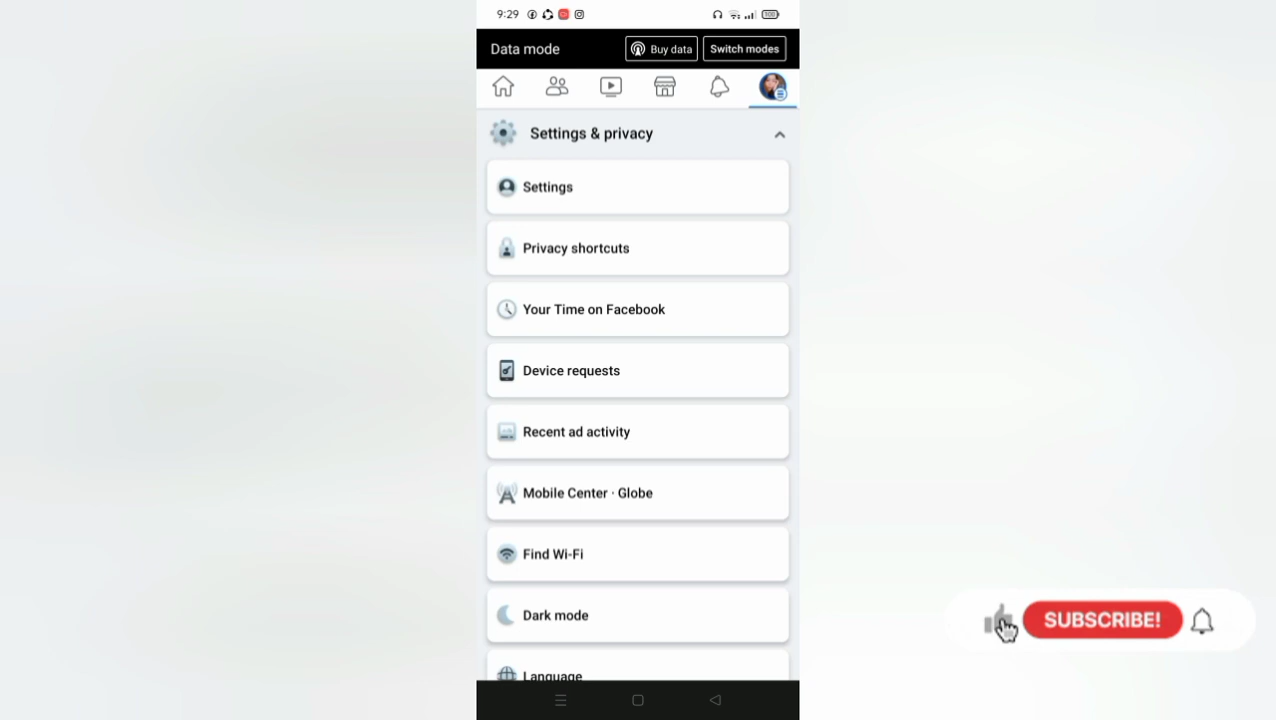 9:29
100
Data mode
Buy data
Switch modes
Settings & privacy
Settings
Privacy shortcuts
Your Time on Facebook
Device requests
Recent ad activity
Mobile Center · Globe
Find Wi-Fi
Dark mode
Language
SUBSCRIBE!